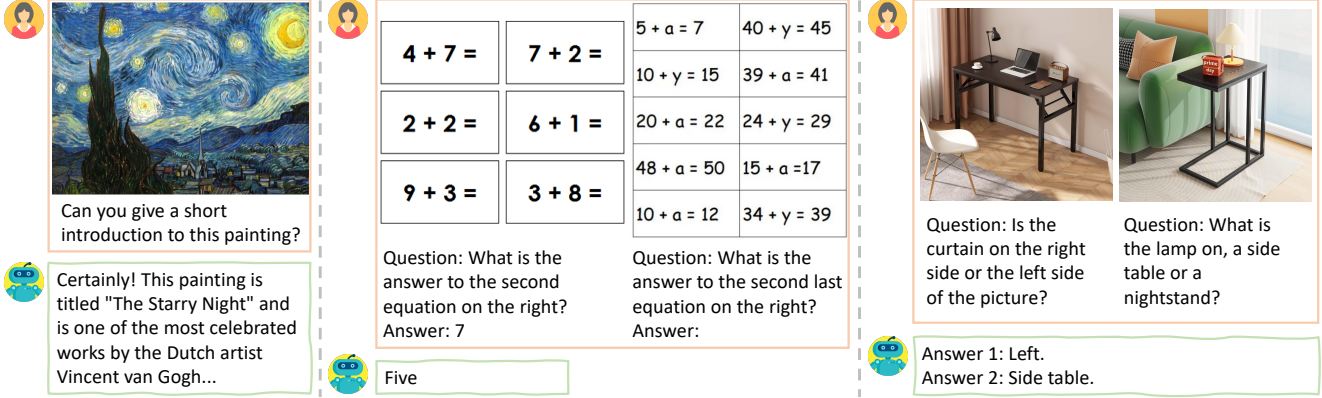 Can you give a short
introduction to this painting?
Certainly! This painting is
titled "The Starry Night" and
is one of the most celebrated
works by the Dutch artist
Vincent van Gogh...
4 + 7 =
7 + 2 =
2 + 2 =
6 + 1 =
9 + 3 =
3 + 8 =
5 + a = 7
40 + y = 45
10 + y = 15
39 + a = 41
20 + a = 22
24 + y = 29
48 + a = 50
15 + a =17
10 + a = 12
34 + y = 39
Question: What is the
answer to the second
equation on the right?
Answer: 7
Question: What is the
answer to the second last
equation on the right?
Answer:
Five
prime
day
Question: Is the
curtain on the right
side or the left side
of the picture?
Question: What is
the lamp on, a side
table or a
nightstand?
Answer 1: Left.
Answer 2: Side table.